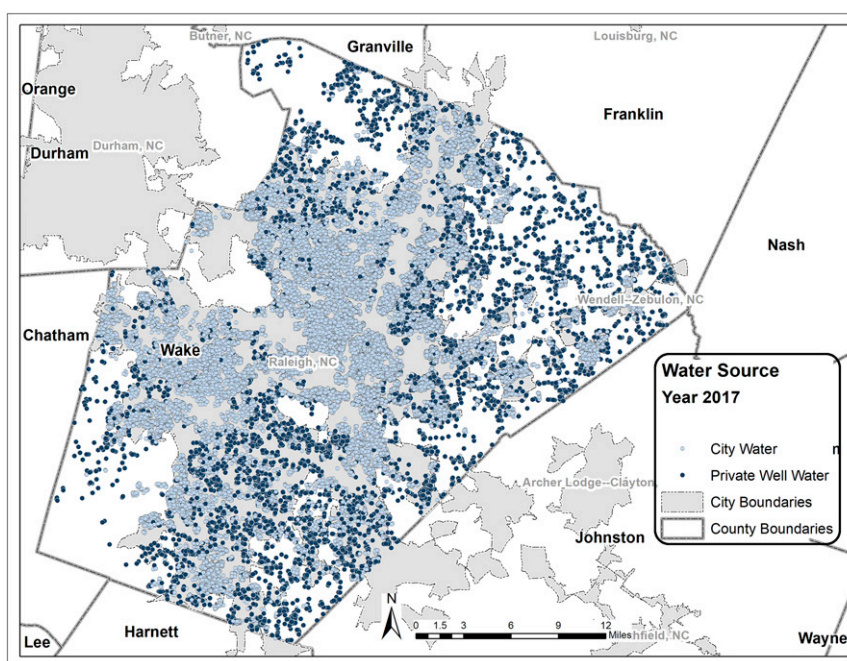 Butner, NC
Granville
Louisburg, NC
Orange
Franklin
Durham
Durham, NC
Nash
Wendell--Zebulon, NC
Chatham
Wake
Raleigh, NC
Water Source
Year 2017
City Water
n
Private Well Water
City Boundaries
County Boundaries
Archer Lodge--Clayton
Johnston
N
0 1.5 3 6 9 12
Miles
hfield, NC
Harnett
Lee
Wayne